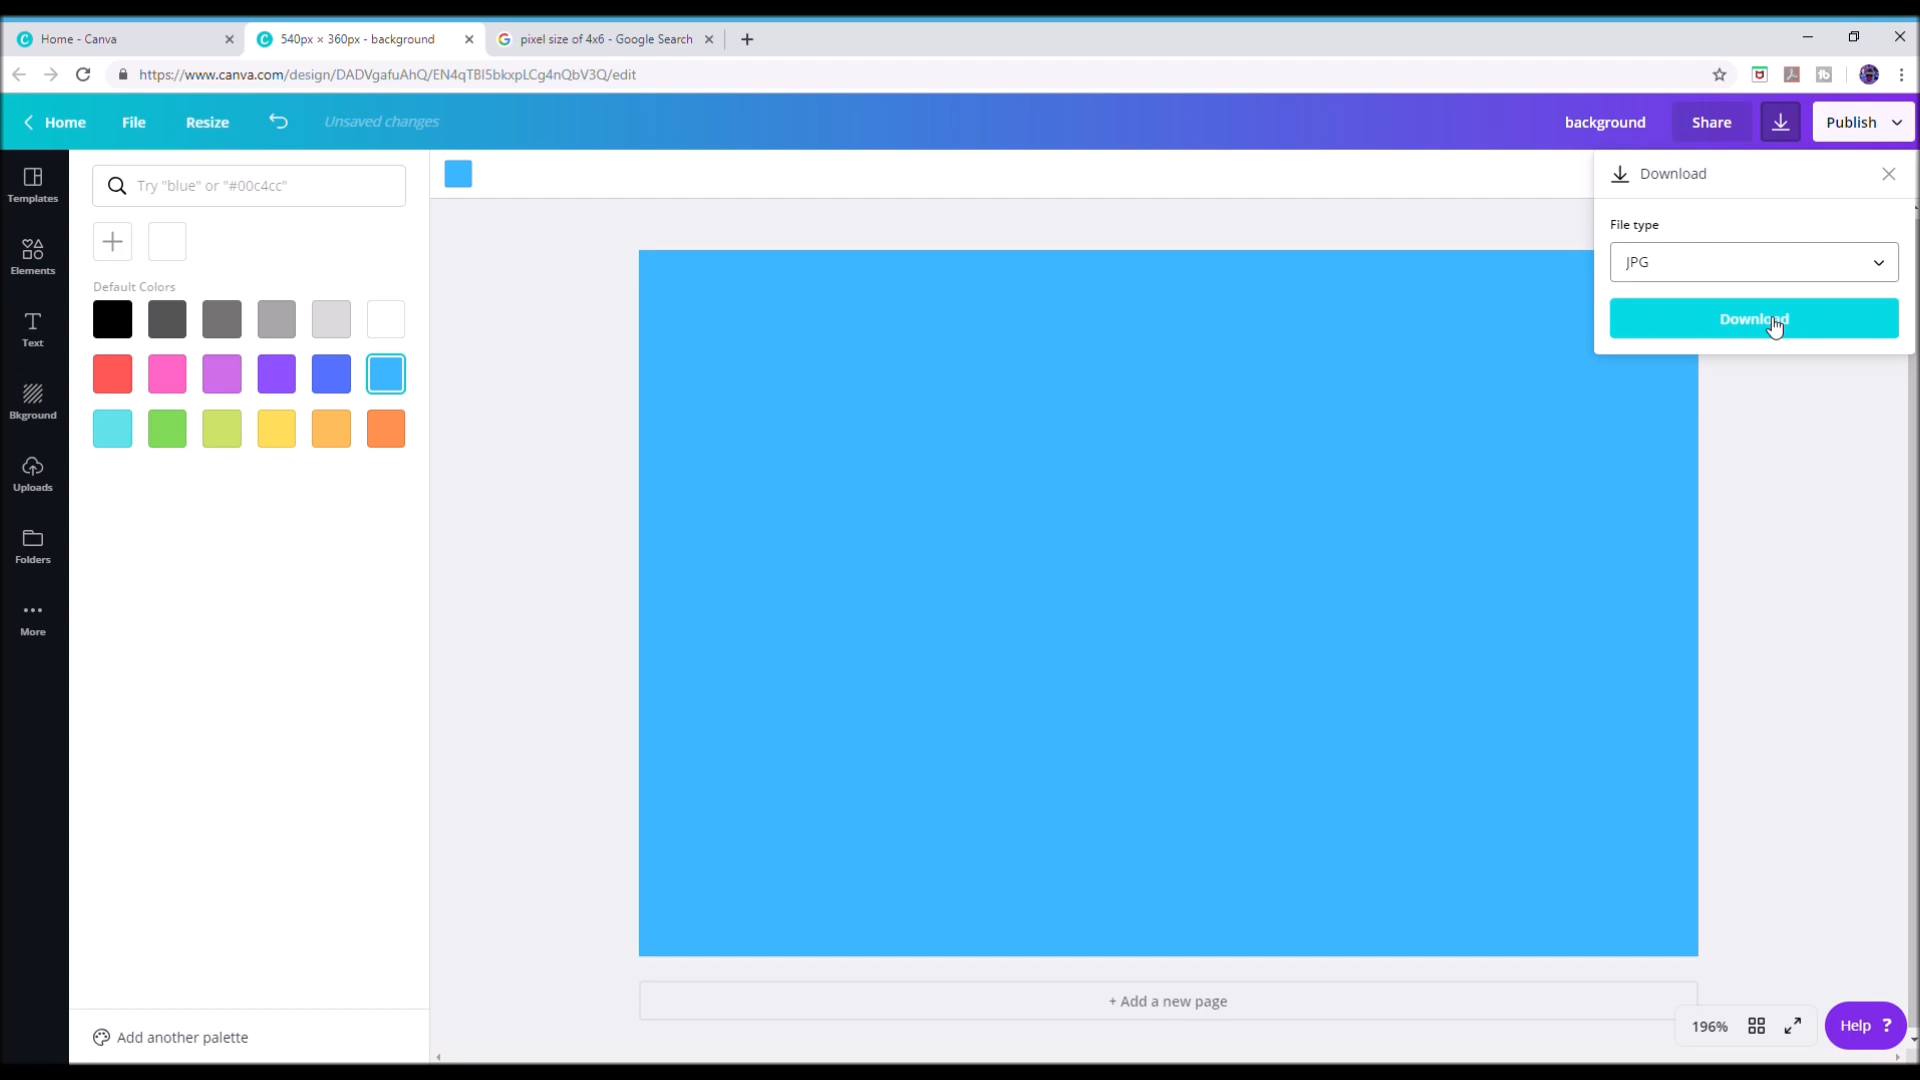 Home - Canva
540px × 360px - background
pixel size of 4x6 - Google Search
https://www.canva.com/design/DADVgafuAhQ/EN4qTBI5bkxpLCg4nQbV3Q/edit
Home File Resize Unsaved changes background Share Publish
Templates
Elements
Text
Bkground
Uploads
Folders
More
Try "blue" or "#00c4cc"
Default Colors
Add another palette
Download
File type
JPG
Download
+ Add a new page
196%
Help ?